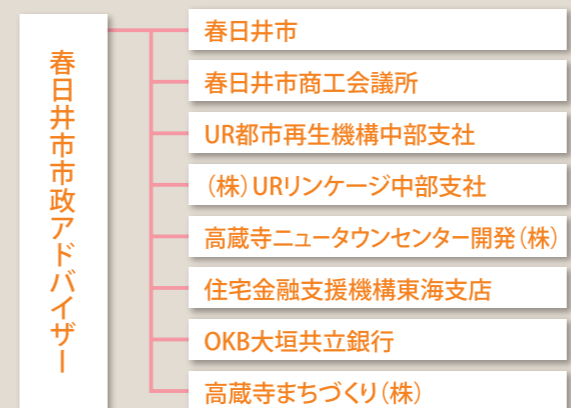 春日井市市政アドバイザー
春日井市
春日井市商工会議所
UR都市再生機構中部支社
（株）URリンケージ中部支社
高蔵寺ニュータウンセンター開発（株）
住宅金融支援機構東海支店
OKB大垣共立銀行
高蔵寺まちづくり（株）